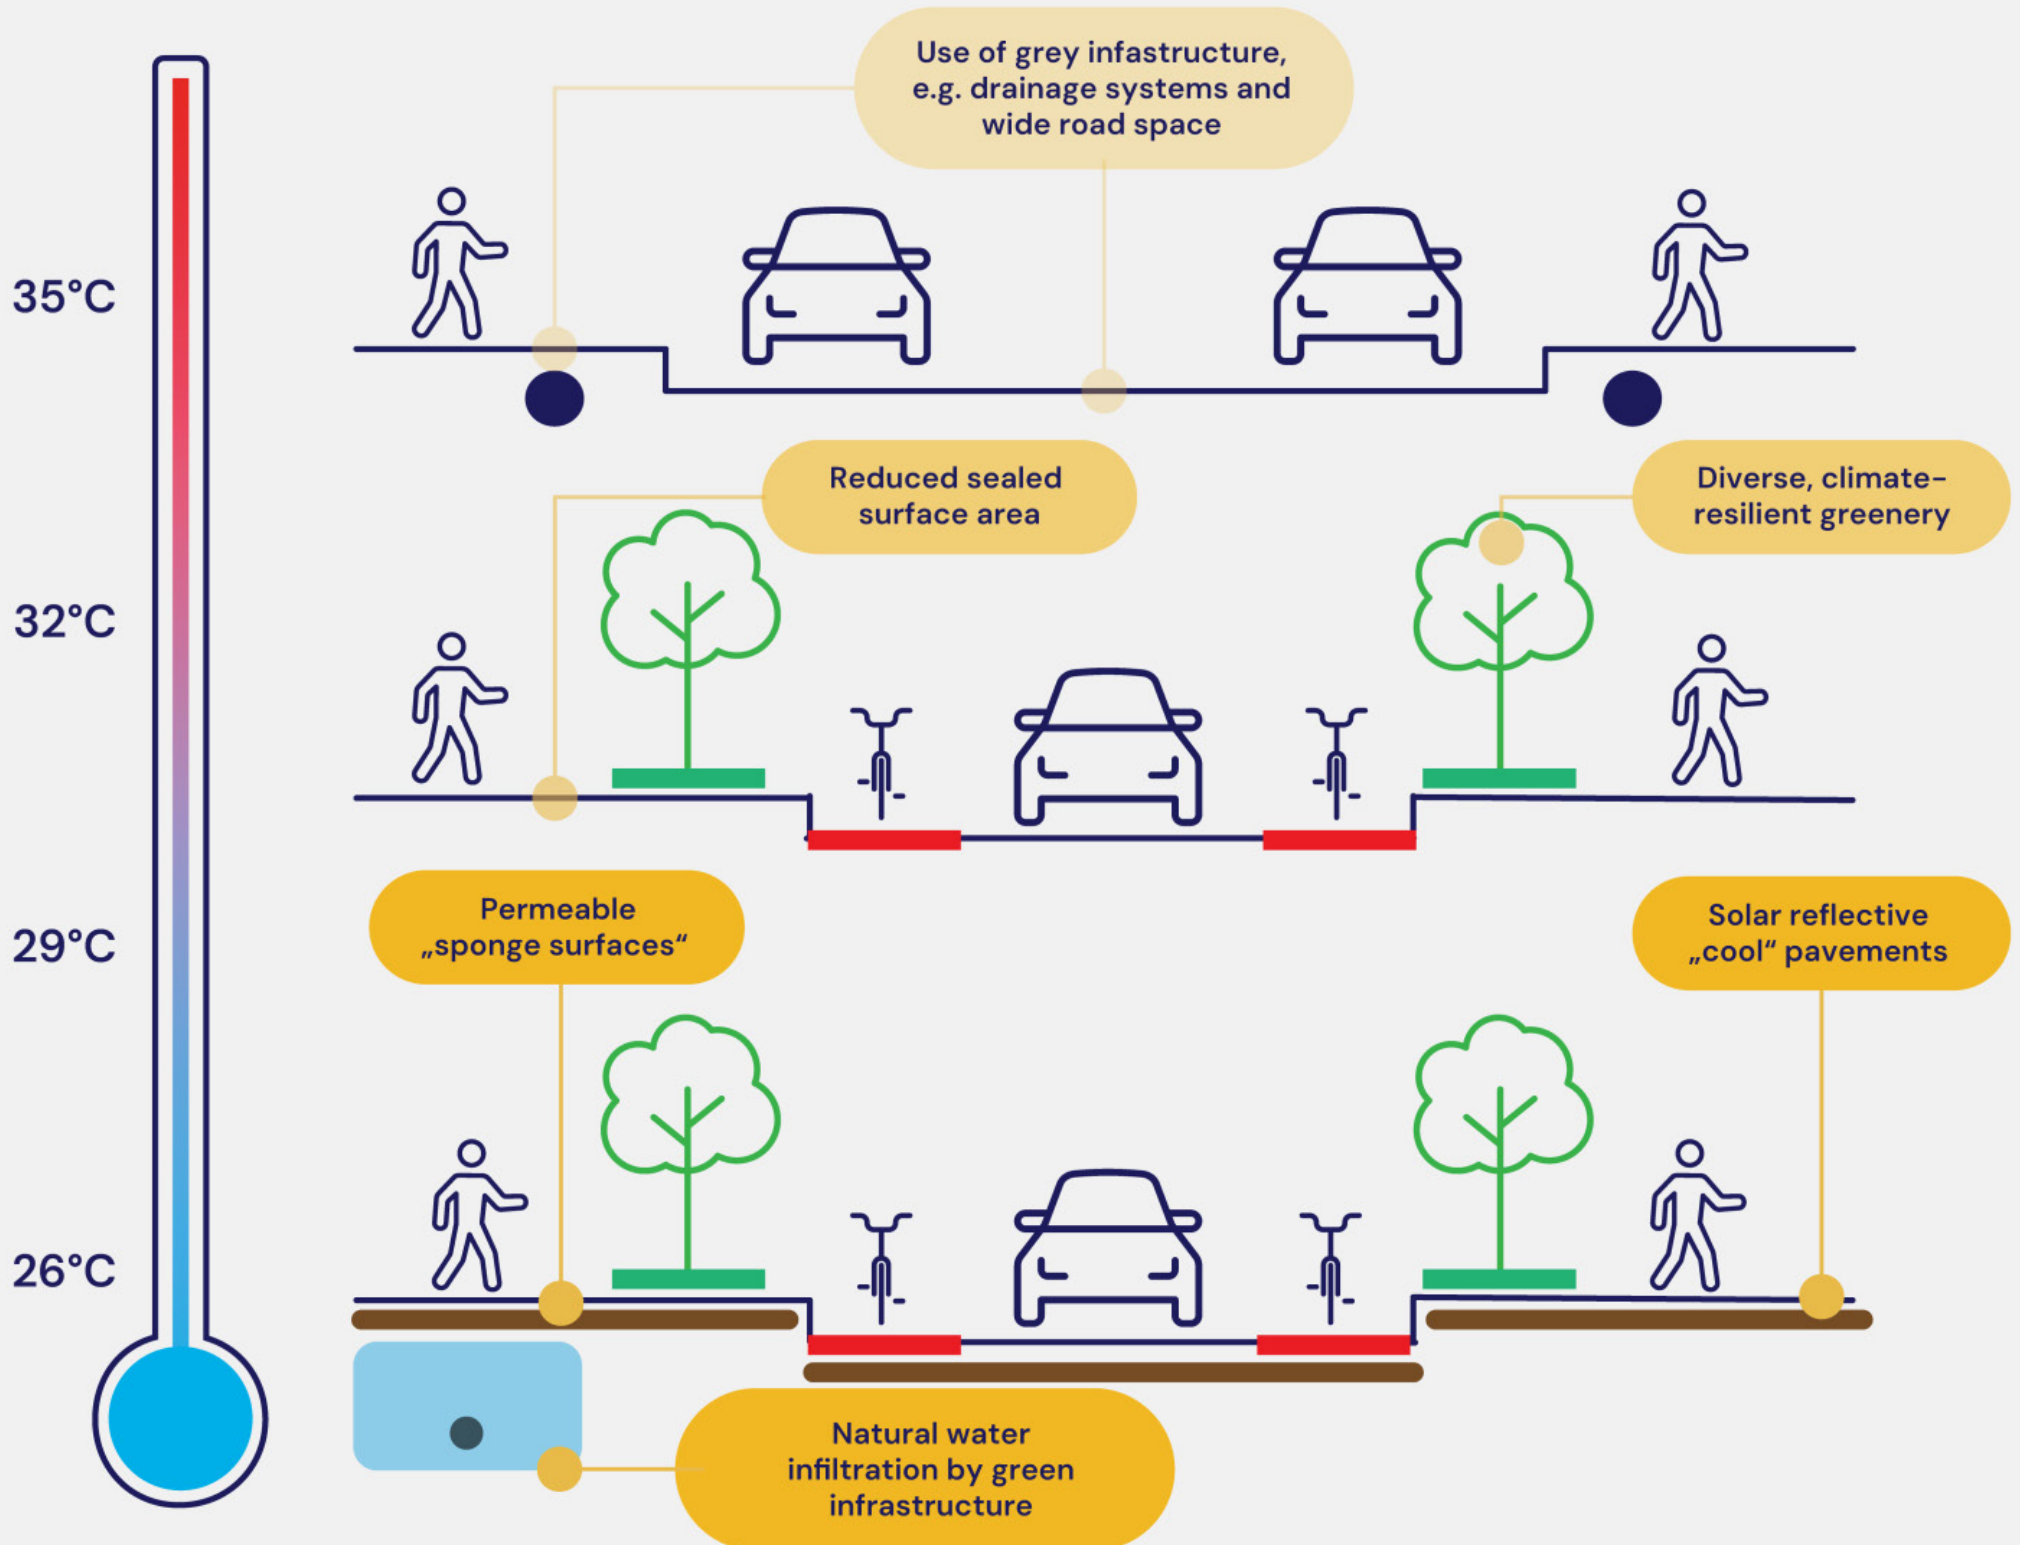 Use of grey infastructure,
e.g. drainage systems and
wide road space
35°C
Reduced sealed
surface area
Diverse, climate-
resilient greenery
32°C
Permeable
„sponge surfaces“
Solar reflective
„cool“ pavements
29°C
26°C
Natural water
infiltration by green
infrastructure